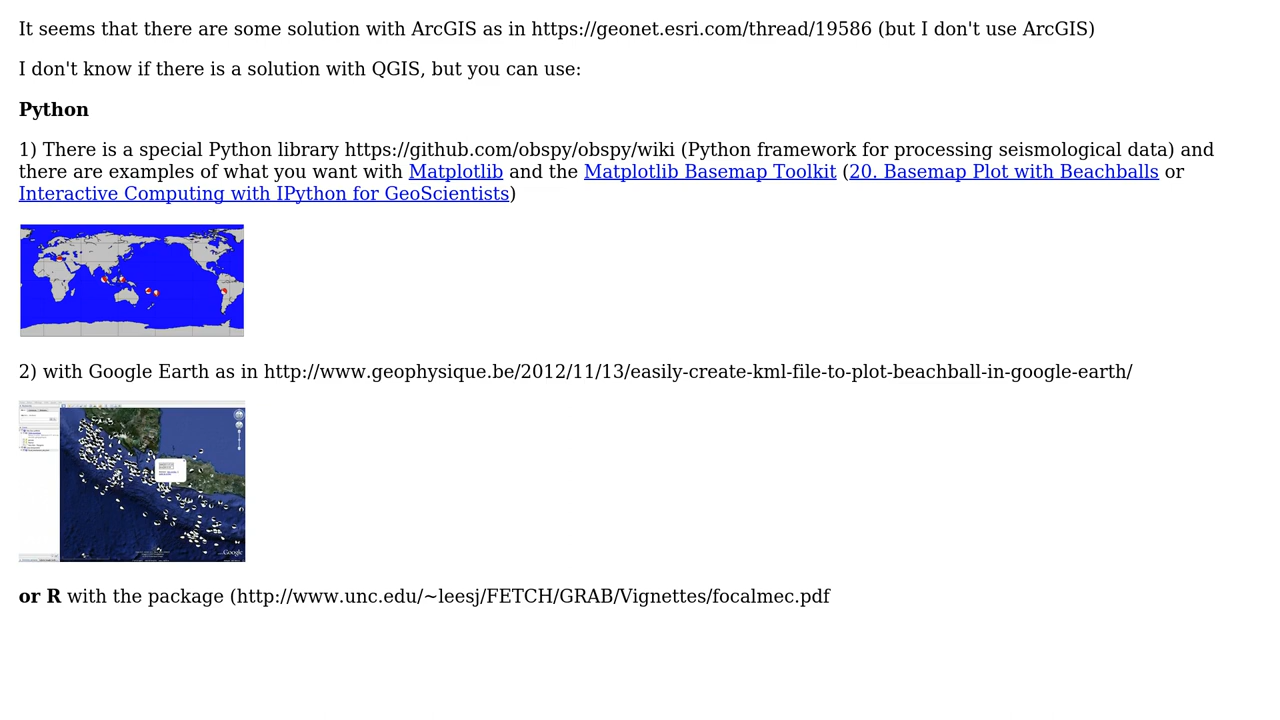 It seems that there are some solution with ArcGIS as in https://geonet.esri.com/thread/19586 (but I don't use ArcGIS)
I don't know if there is a solution with QGIS, but you can use:
Python
1) There is a special Python library https://github.com/obspy/obspy/wiki (Python framework for processing seismological data) and
there are examples of what you want with Matplotlib and the Matplotlib Basemap Toolkit (20. Basemap Plot with Beachballs or
Interactive Computing with IPython for GeoScientists)
2) with Google Earth as in http://www.geophysique.be/2012/11/13/easily-create-kml-file-to-plot-beachball-in-google-earth/
Google
or R with the package (http://www.unc.edu/~leesj/FETCH/GRAB/Vignettes/focalmec.pdf